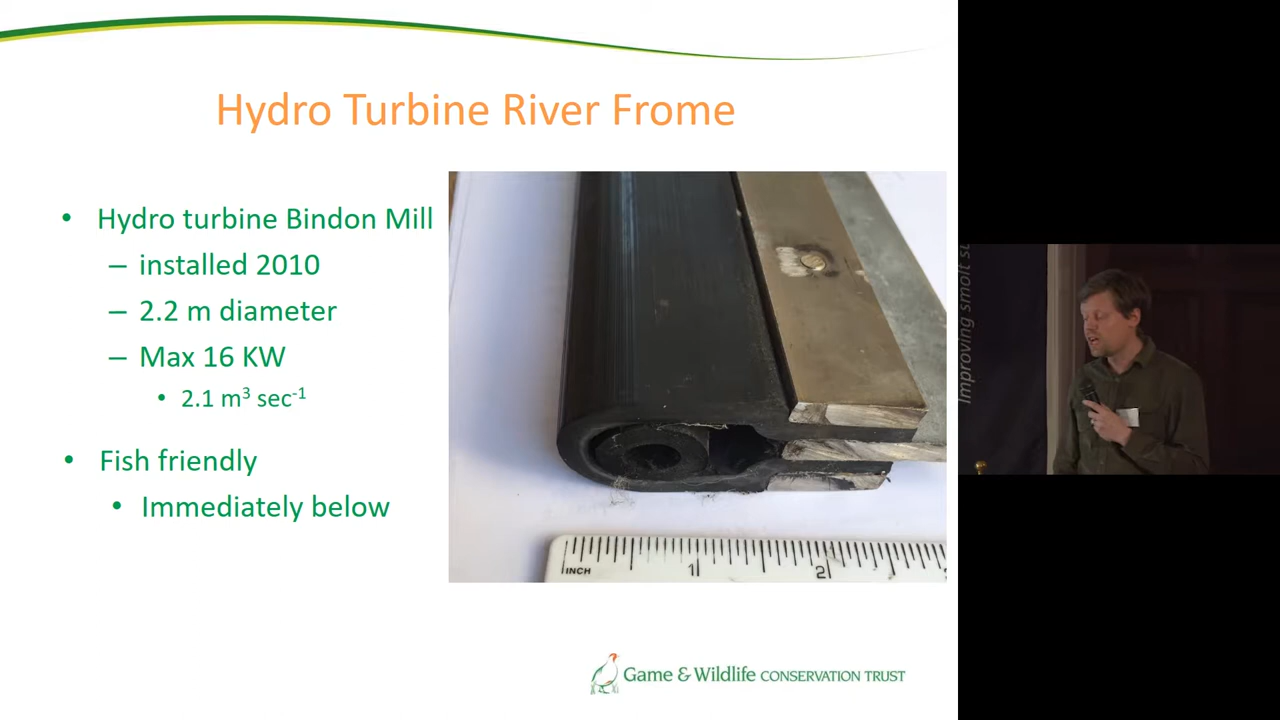 Hydro Turbine River Frome
• Hydro turbine Bindon Mill
– installed 2010
– 2.2 m diameter
– Max 16 KW
• 2.1 m³ sec⁻¹
• Fish friendly
• Immediately below
INCH
1
2
Game & Wildlife CONSERVATION TRUST
Improving smolt